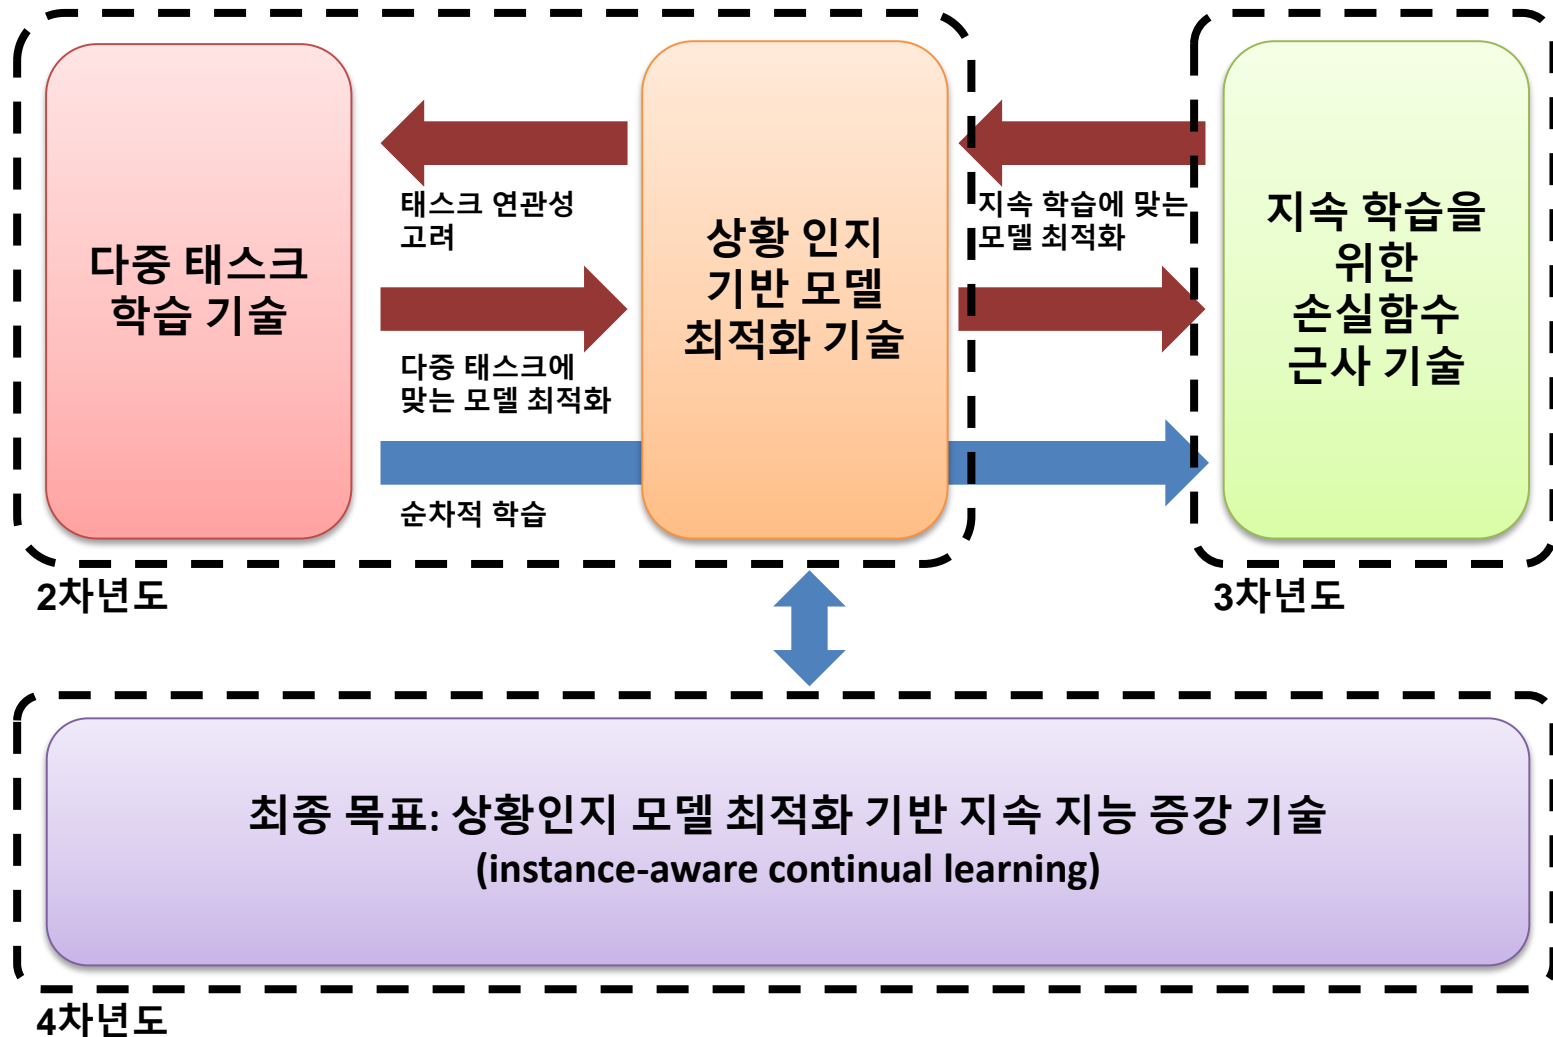 다중 태스크
학습 기술
태스크 연관성
고려
다중 태스크에
맞는 모델 최적화
순차적 학습
상황 인지
기반 모델
최적화 기술
지속 학습에 맞는
모델 최적화
지속 학습을
위한
손실함수
근사 기술
2차년도
3차년도
최종 목표: 상황인지 모델 최적화 기반 지속 지능 증강 기술
(instance-aware continual learning)
4차년도